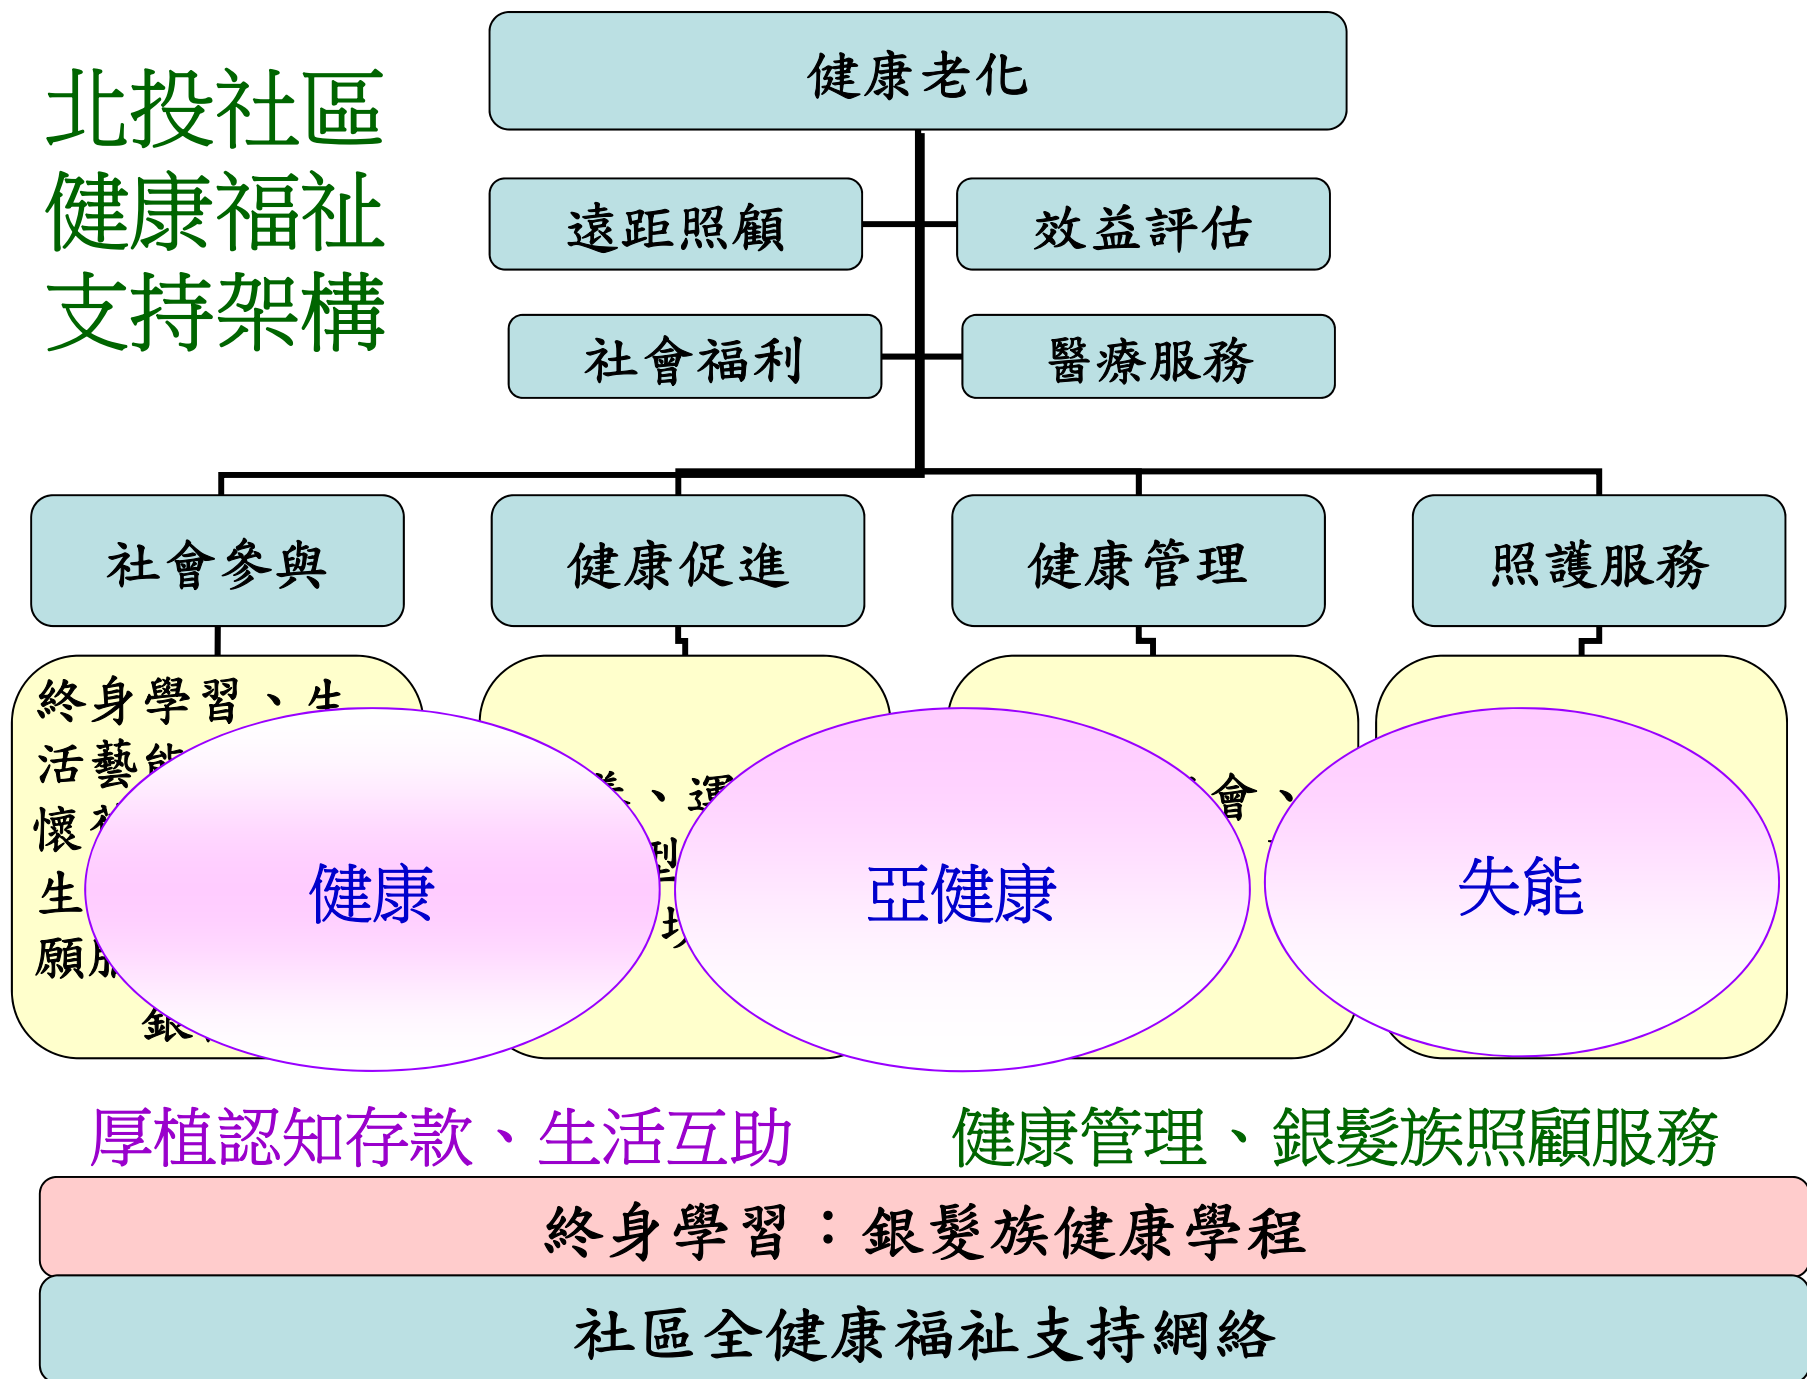 北投社區
健康福祉
支持架構
健康老化
遠距照顧
效益評估
社會福利
醫療服務
社會參與
健康促進
健康管理
照護服務
終身學習、生
活藝能
懷
生
願
銀
、運
會、
健康
亞健康
失能
厚植認知存款、生活互助
健康管理、銀髮族照顧服務
終身學習：銀髮族健康學程
社區全健康福祉支持網絡